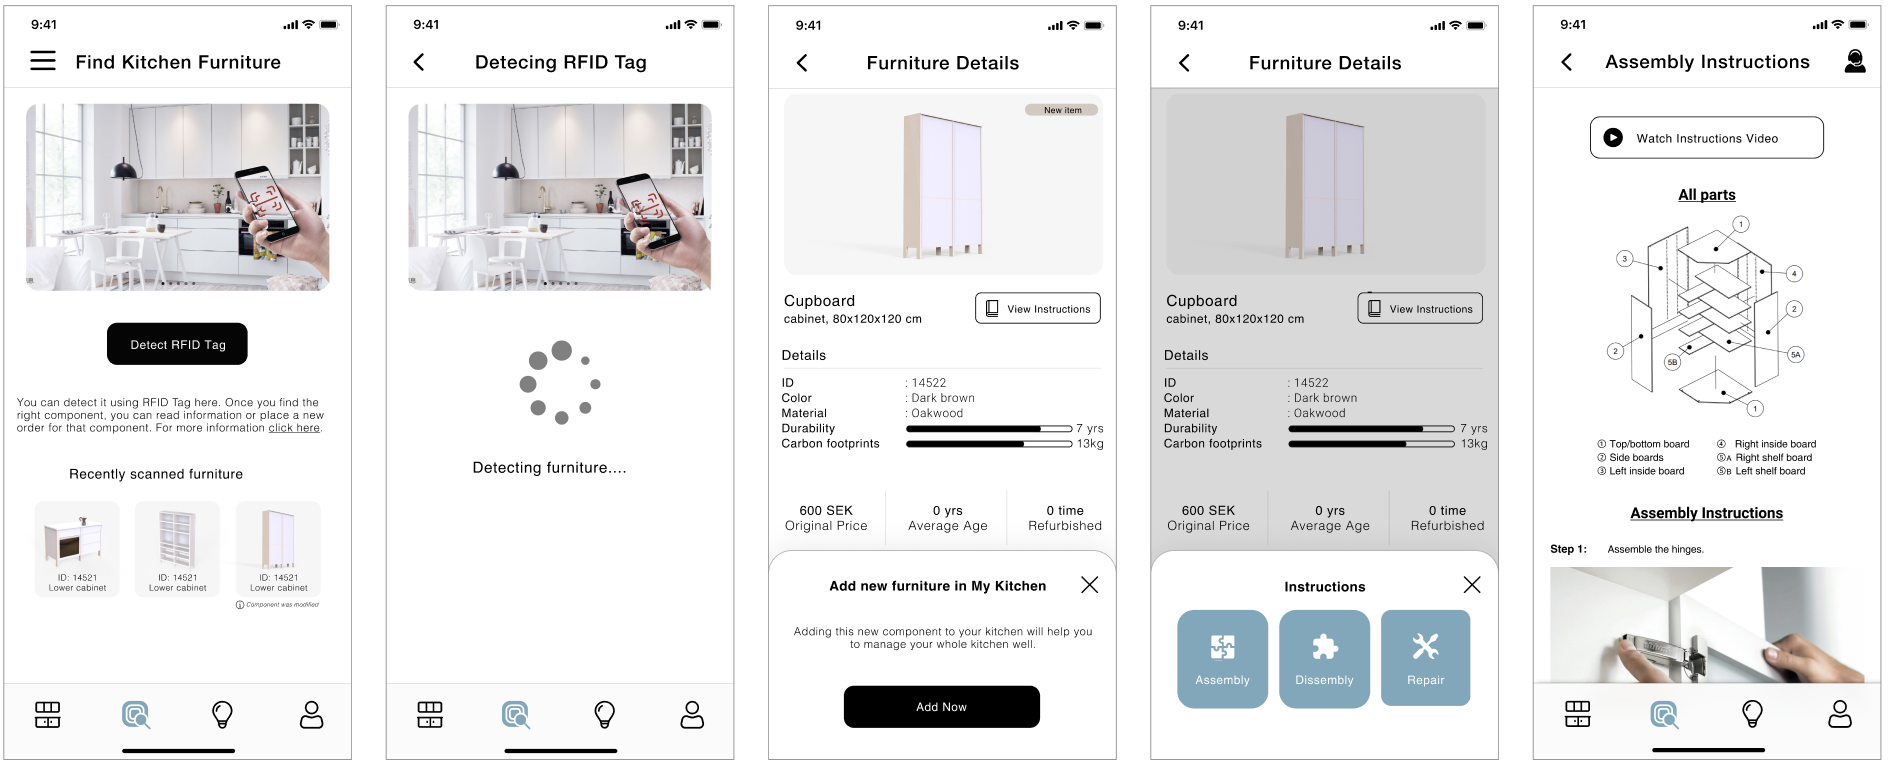 9:41
Find Kitchen Furniture
Detect RFID Tag
You can detect it using RFID Tag here. Once you find the
right component, you can read information or place a new
order for that component. For more information click here.
Recently scanned furniture
ID: 14521
Lower cabinet
ID: 14521
Lower cabinet
ID: 14521
Lower cabinet
Component was modified
9:41
Detecing RFID Tag
Detecting furniture....
9:41
Furniture Details
New item
Cupboard
cabinet, 80x120x120 cm
View Instructions
Details
ID : 14522
Color : Dark brown
Material : Oakwood
Durability 7 yrs
Carbon footprints 13kg
600 SEK
Original Price
0 yrs
Average Age
0 time
Refurbished
Add new furniture in My Kitchen
Adding this new component to your kitchen will help you
to manage your whole kitchen well.
Add Now
9:41
Furniture Details
Cupboard
cabinet, 80x120x120 cm
View Instructions
Details
ID : 14522
Color : Dark brown
Material : Oakwood
Durability 7 yrs
Carbon footprints 13kg
600 SEK
Original Price
0 yrs
Average Age
0 time
Refurbished
Instructions
Assembly
Dissembly
Repair
9:41
Assembly Instructions
Watch Instructions Video
All parts
1
3
4
2
2
5A
5B
1
① Top/bottom board
② Side boards
③ Left inside board
④ Right inside board
⑤A Right shelf board
⑤B Left shelf board
Assembly Instructions
Step 1: Assemble the hinges.